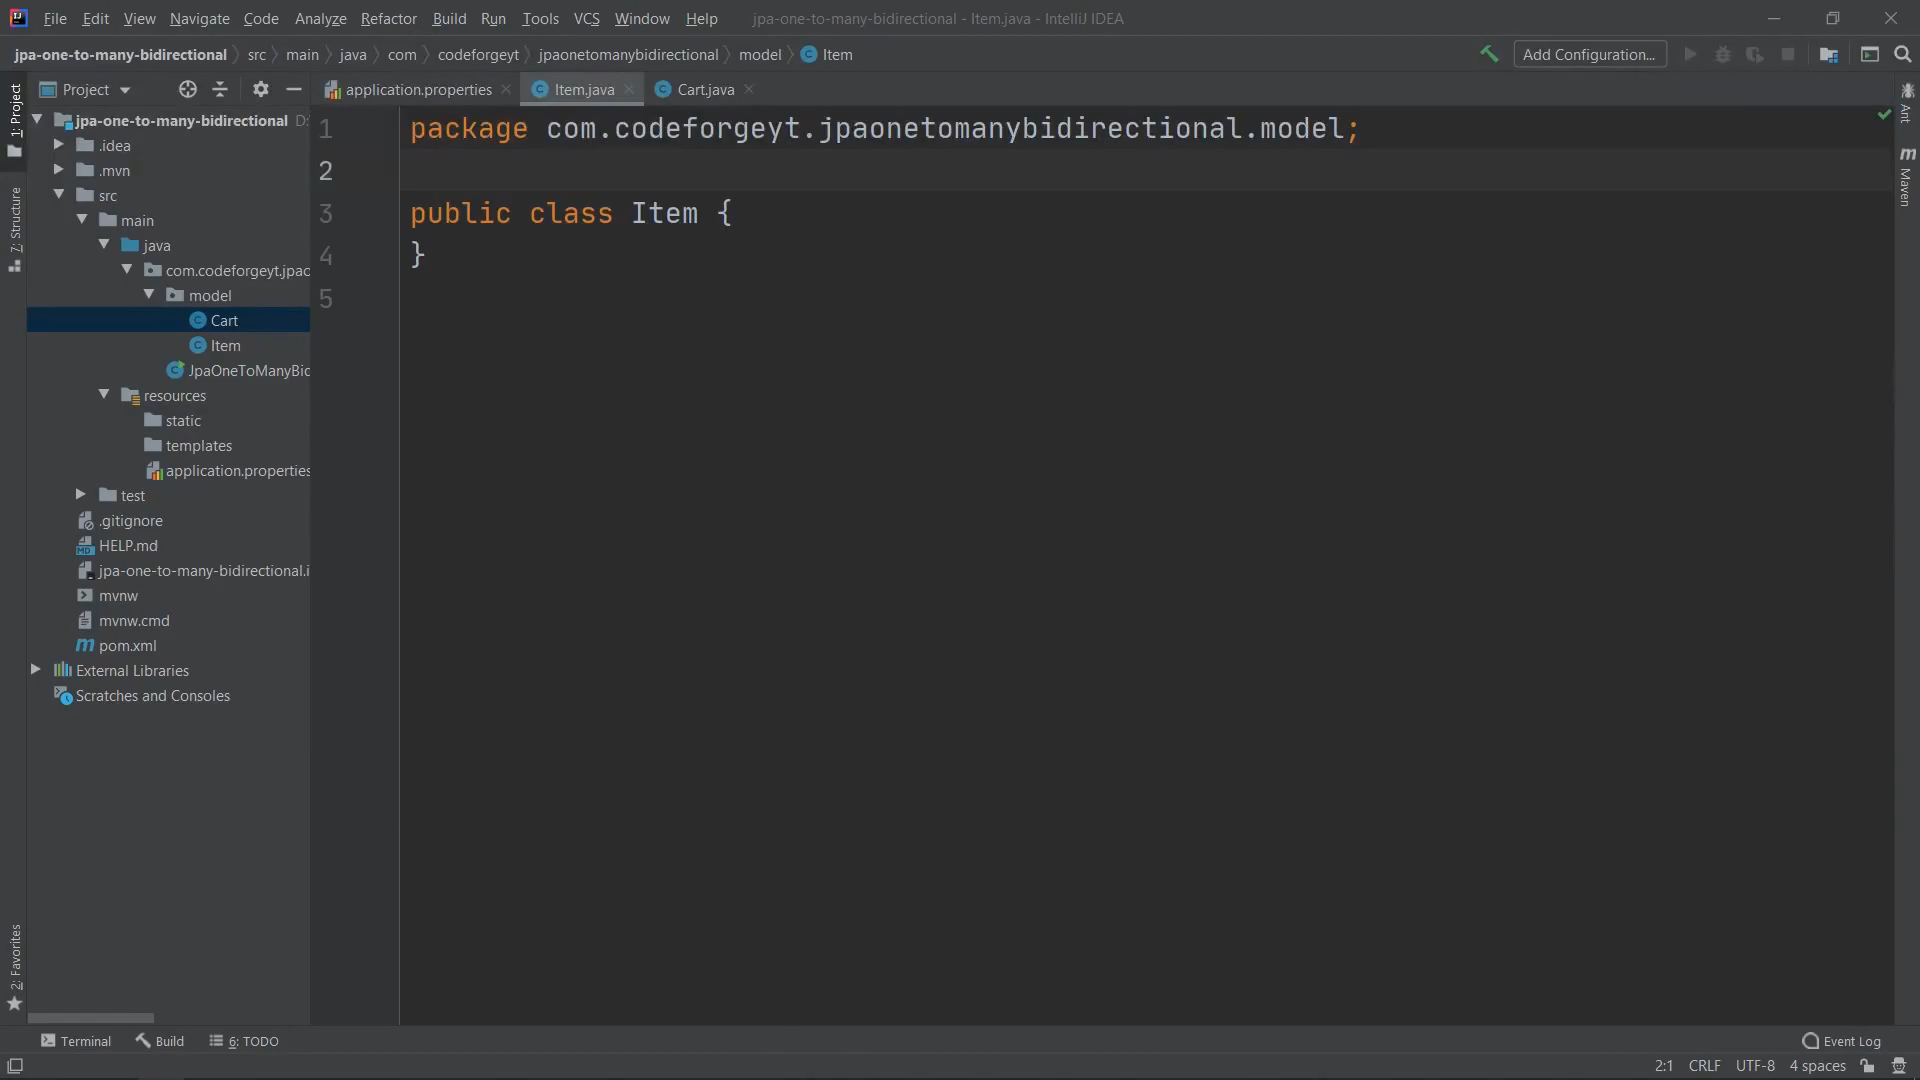 File Edit View Navigate Code Analyze Refactor Build Run Tools VCS Window Help jpa-one-to-many-bidirectional - Item.java - IntelliJ IDEA
jpa-one-to-many-bidirectional src main java com codeforgeyt jpaonetomanybidirectional model Item Add Configuration...
Project
application.properties Item.java Cart.java
1: Project
7: Structure
2: Favorites
jpa-one-to-many-bidirectional D:
.idea
.mvn
src
main
java
com.codeforgeyt.jpao
model
Cart
Item
JpaOneToManyBid
resources
static
templates
application.properties
test
.gitignore
HELP.md
jpa-one-to-many-bidirectional.i
mvnw
mvnw.cmd
pom.xml
External Libraries
Scratches and Consoles
1 package com.codeforgeyt.jpaonetomanybidirectional.model;
2
3 public class Item {
4 }
5
Ant
Maven
Terminal Build 6: TODO Event Log
2:1 CRLF UTF-8 4 spaces